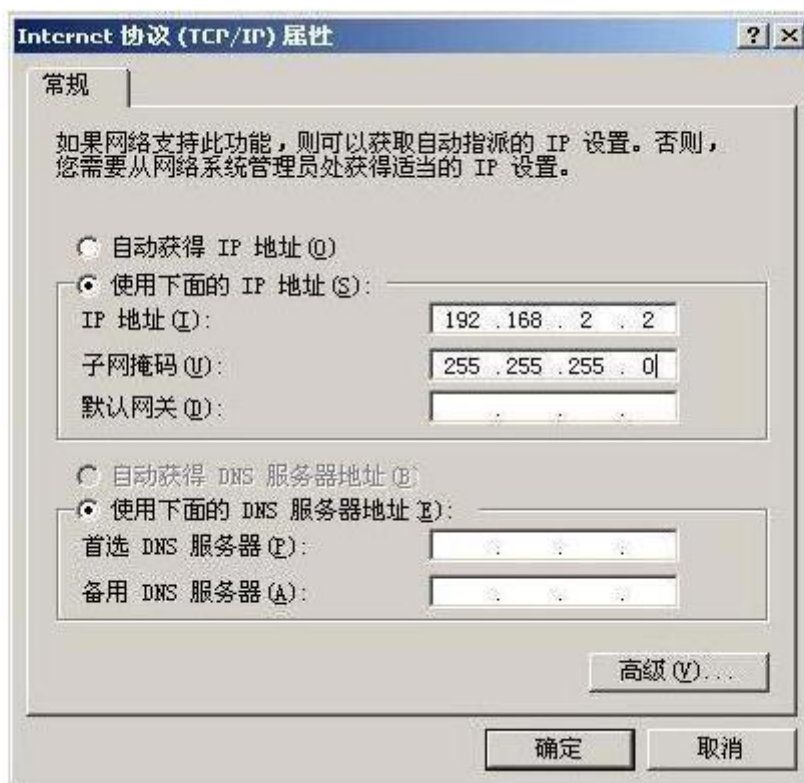 Internet 协议 (TCP/IP) 属性
常规
如果网络支持此功能，则可以获取自动指派的 IP 设置。否则，
您需要从网络系统管理员处获得适当的 IP 设置。
自动获得 IP 地址(O)
使用下面的 IP 地址(S):
IP 地址(I): 192 .168 . 2 . 2
子网掩码(U): 255 .255 .255 . 0
默认网关(D): . . .
自动获得 DNS 服务器地址(B)
使用下面的 DNS 服务器地址(E):
首选 DNS 服务器(P): . . .
备用 DNS 服务器(A): . . .
高级(V)...
确定 取消